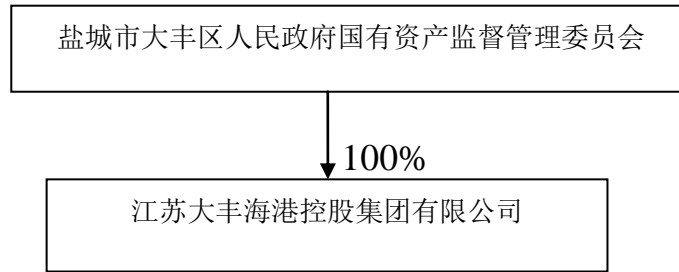 盐城市大丰区人民政府国有资产监督管理委员会
100%
江苏大丰海港控股集团有限公司